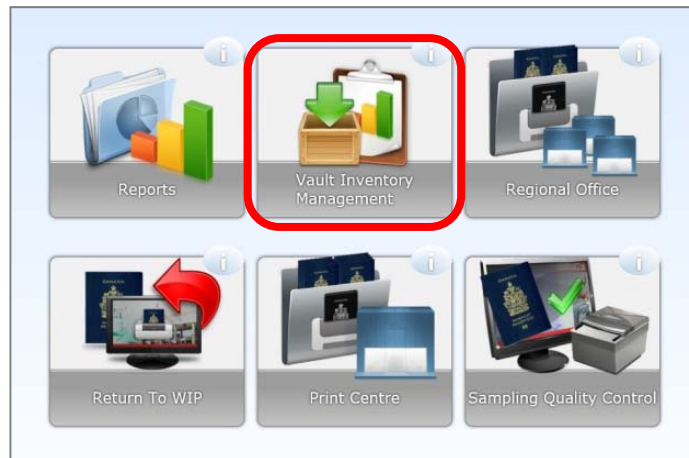 Reports
Vault Inventory
Management
Regional Office
Return To WIP
Print Centre
Sampling Quality Control